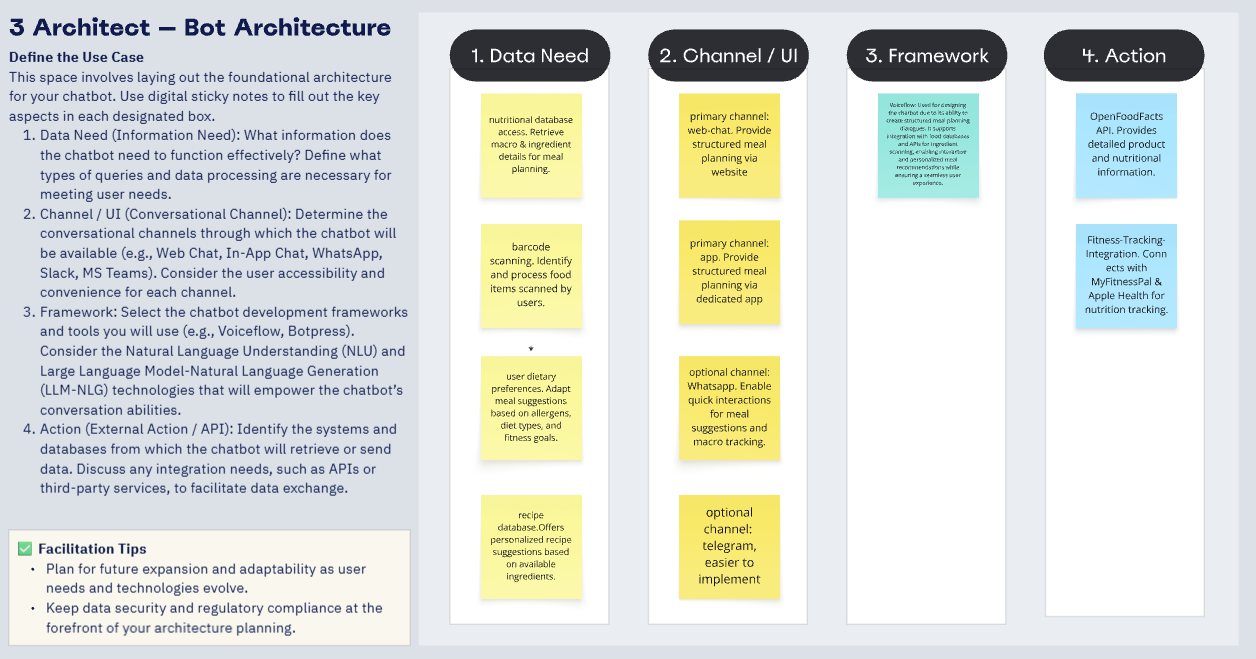 3 Architect — Bot Architecture
Define the Use Case
This space involves laying out the foundational architecture
for your chatbot. Use digital sticky notes to fill out the key
aspects in each designated box.
1. Data Need (Information Need): What information does
the chatbot need to function effectively? Define what
types of queries and data processing are necessary for
meeting user needs.
2. Channel / UI (Conversational Channel): Determine the
conversational channels through which the chatbot will
be available (e.g., Web Chat, In-App Chat, WhatsApp,
Slack, MS Teams). Consider the user accessibility and
convenience for each channel.
3. Framework: Select the chatbot development frameworks
and tools you will use (e.g., Voiceflow, Botpress).
Consider the Natural Language Understanding (NLU) and
Large Language Model-Natural Language Generation
(LLM-NLG) technologies that will empower the chatbot's
conversation abilities.
4. Action (External Action / API): Identify the systems and
databases from which the chatbot will retrieve or send
data. Discuss any integration needs, such as APIs or
third-party services, to facilitate data exchange.
✅ Facilitation Tips
• Plan for future expansion and adaptability as user
needs and technologies evolve.
• Keep data security and regulatory compliance at the
forefront of your architecture planning.
1. Data Need
nutritional database
access. Retrieve
macro & ingredient
details for meal
planning.
barcode
scanning. Identify
and process food
items scanned by
users.
user dietary
preferences. Adapt
meal suggestions
based on allergens,
diet types, and
fitness goals.
recipe
database.Offers
personalized recipe
suggestions based
on available
ingredients.
2. Channel / UI
primary channel:
web-chat. Provide
structured meal
planning via
website
primary channel:
app. Provide
structured meal
planning via
dedicated app
optional channel:
Whatsapp. Enable
quick interactions
for meal
suggestions and
macro tracking.
optional
channel:
telegram,
easier to
implement
3. Framework
Voiceflow: Used for designing
the chatbot due to its ability to
create structured meal planning
dialogues. It supports
integration with food databases
and APIs for ingredient
scanning, enabling interactive
and personalized meal
recommendations while
ensuring a seamless user
experience.
4. Action
OpenFoodFacts
API. Provides
detailed product
and nutritional
information.
Fitness-Tracking-
Integration. Conn
ects with
MyFitnessPal &
Apple Health for
nutrition tracking.